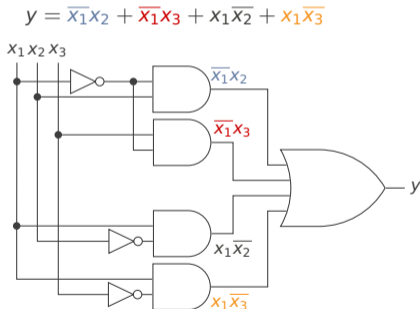 y = x̅₁x₂ + x̅₁x₃ + x₁x̅₂ + x₁x̅₃
x₁ x₂ x₃
x̅₁x₂
x̅₁x₃
y
x₁x̅₂
x₁x̅₃